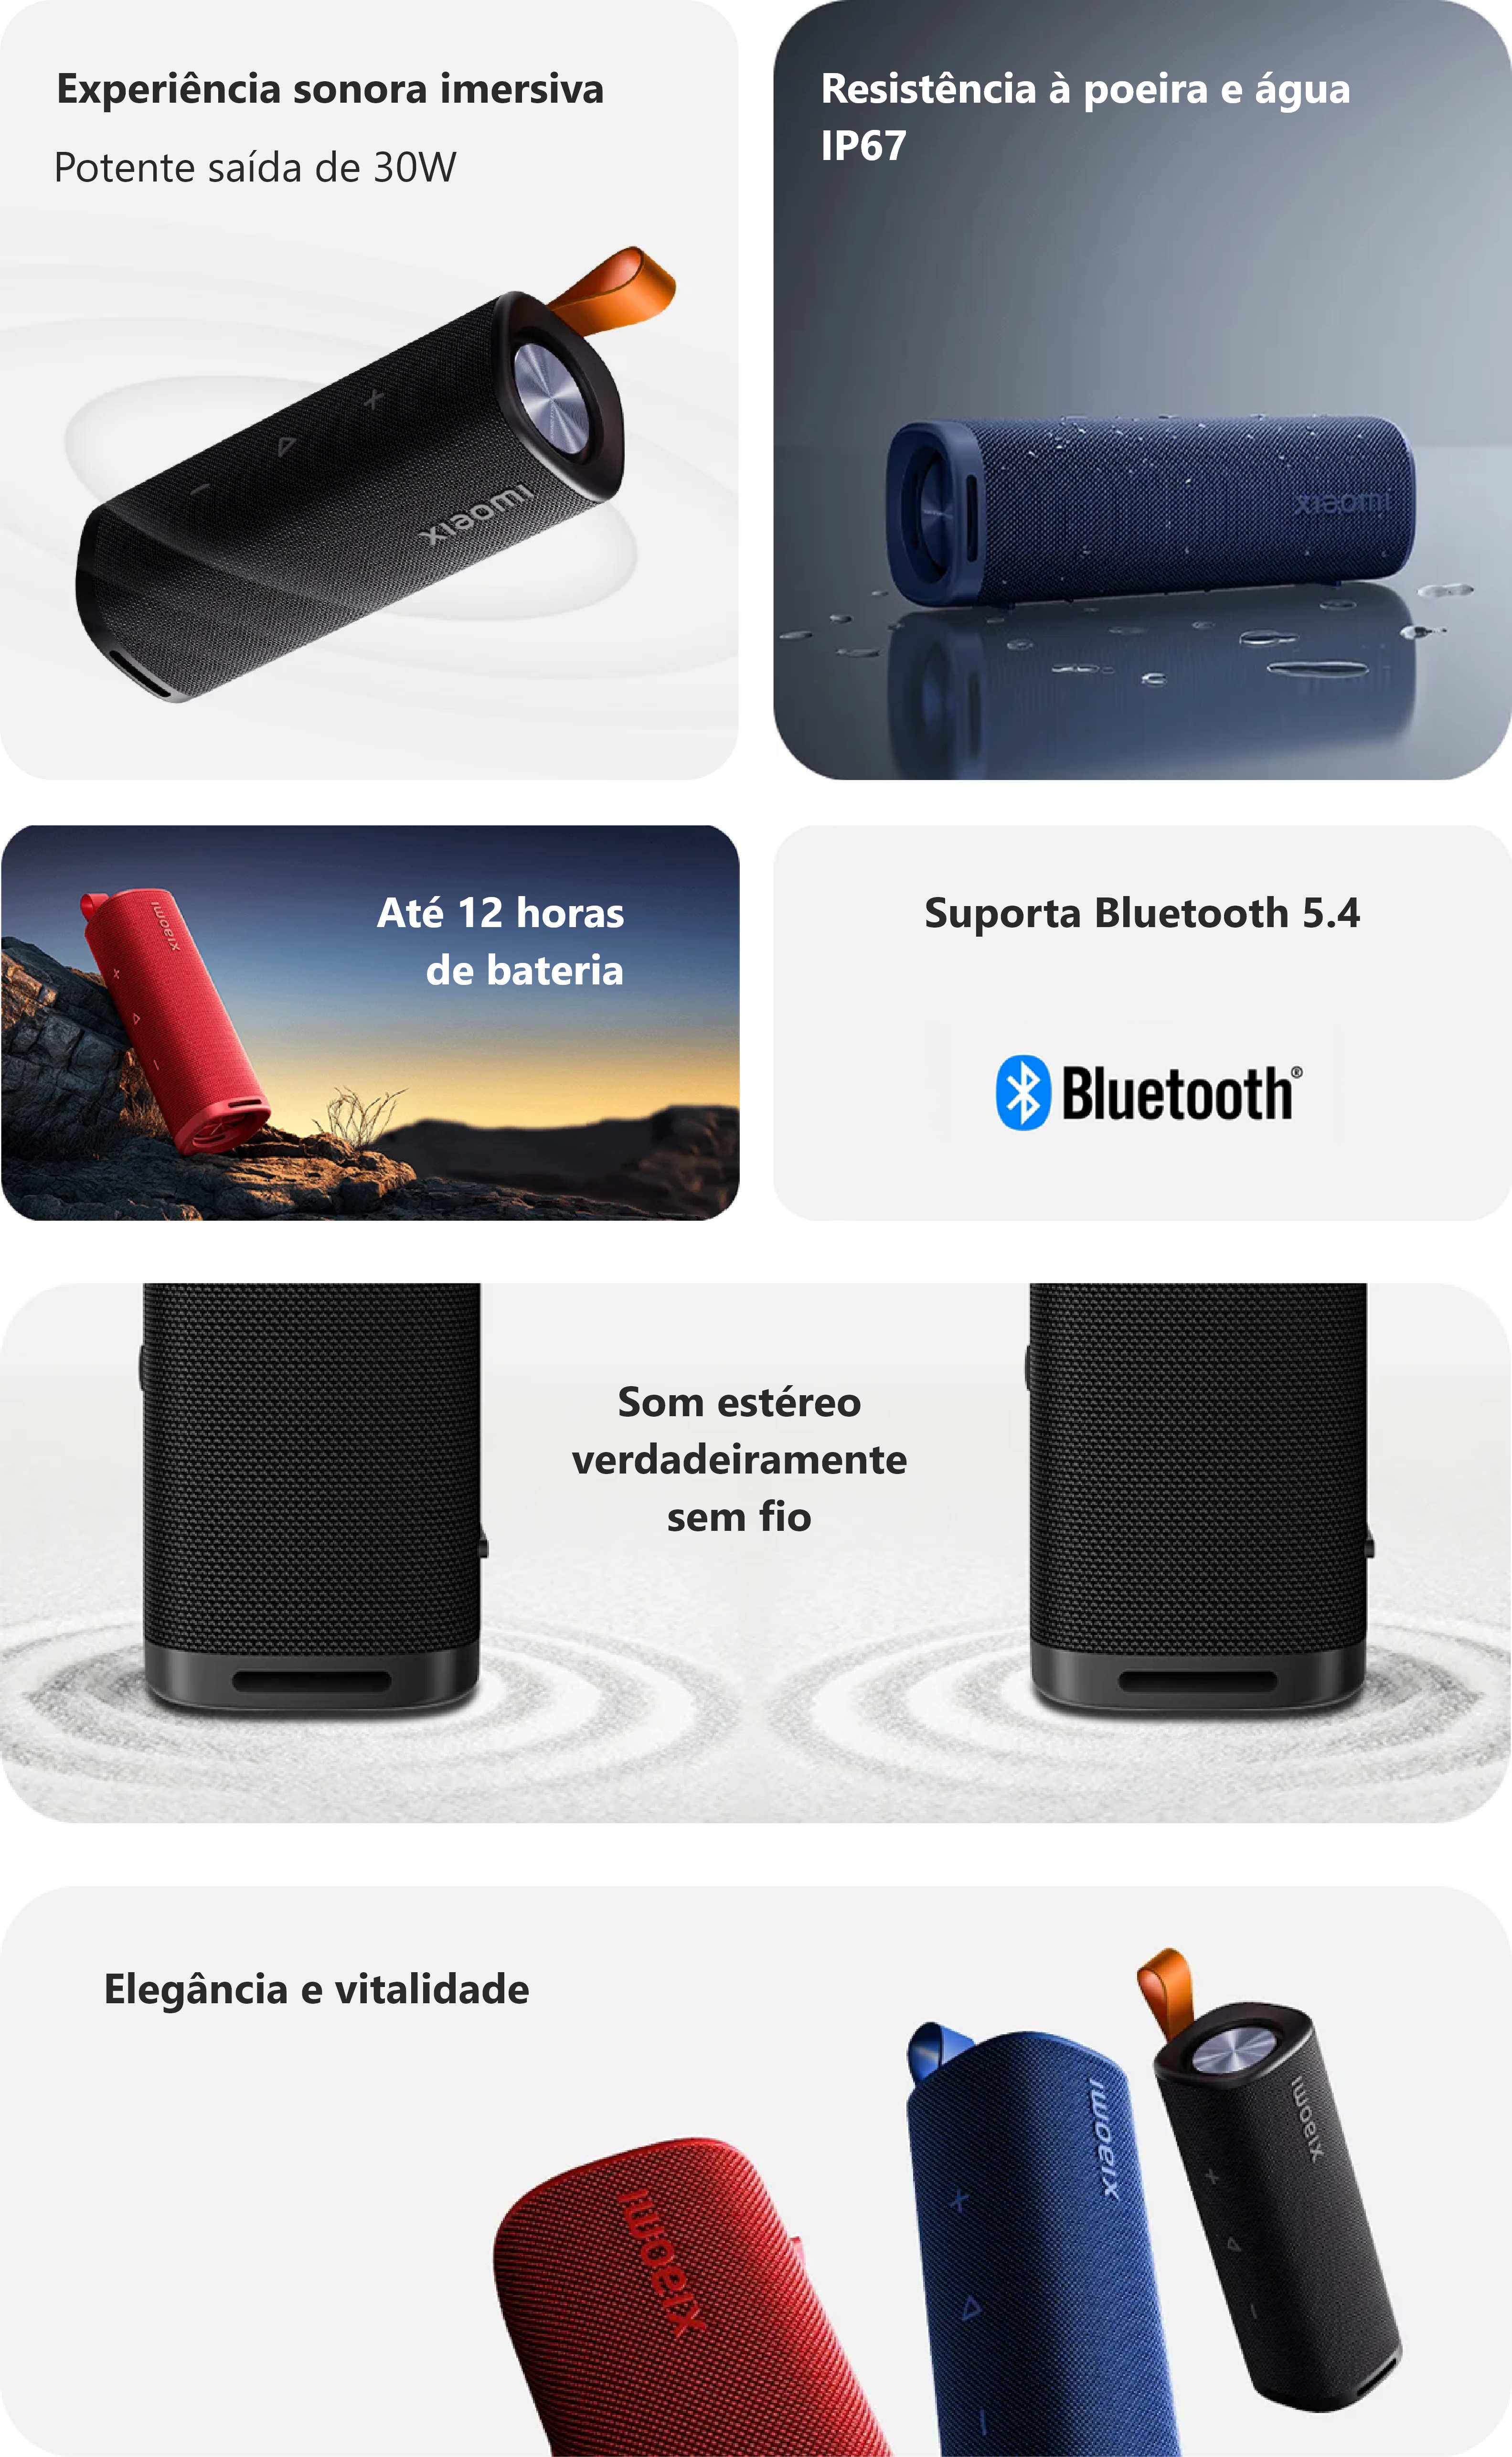 Experiência sonora imersiva
Potente saída de 30W
xiaomi
Resistência à poeira e água
IP67
xiaomi
Até 12 horas
de bateria
xiaomi
Suporta Bluetooth 5.4
Bluetooth®
Som estéreo
verdadeiramente
sem fio
Elegância e vitalidade
xiaomi
xiaomi
xiaomi